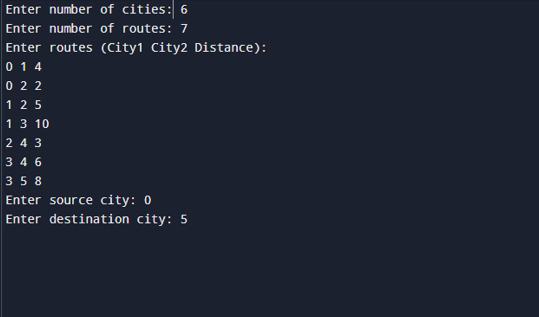 Enter number of cities: 6
Enter number of routes: 7
Enter routes (City1 City2 Distance):
0 1 4
0 2 2
1 2 5
1 3 10
2 4 3
3 4 6
3 5 8
Enter source city: 0
Enter destination city: 5